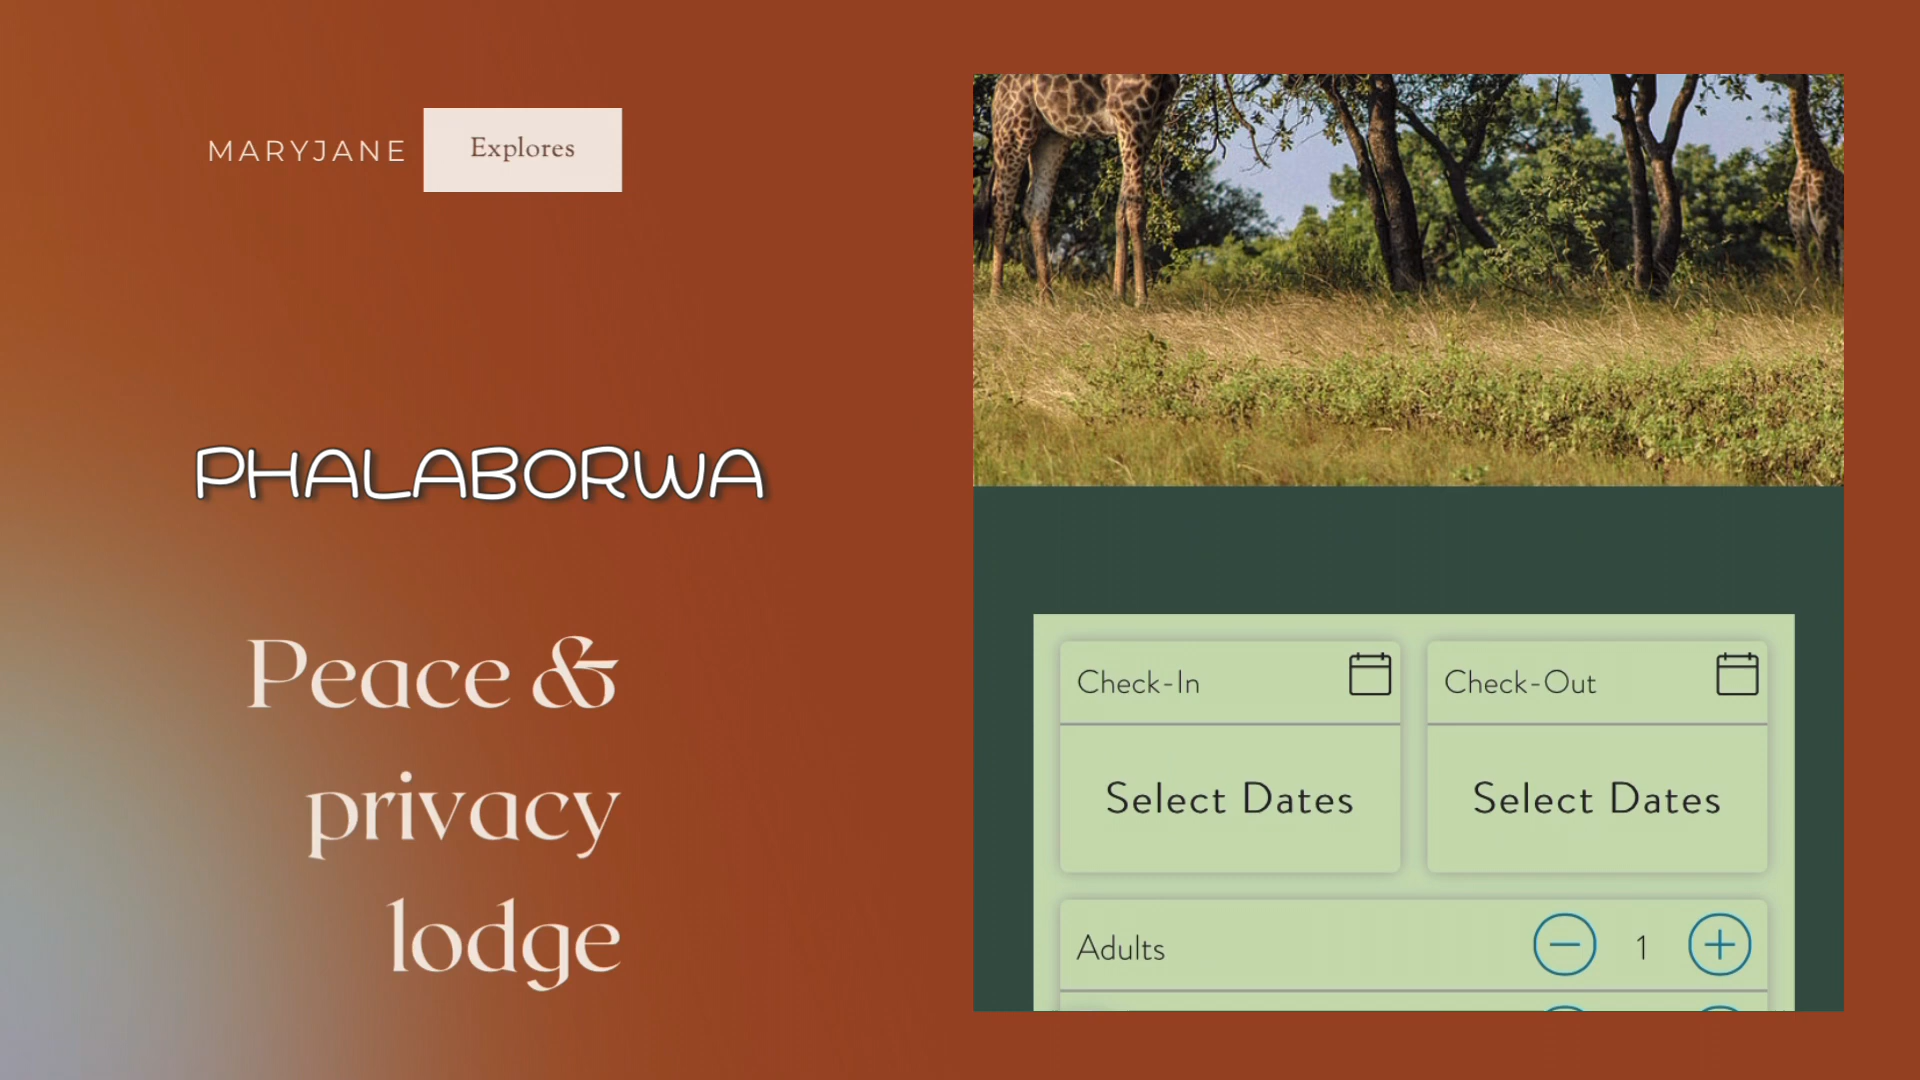 MARYJANE Explores
PHALABORWA
Peace &
privacy
lodge
Check-In
Check-Out
Select Dates
Select Dates
Adults
1